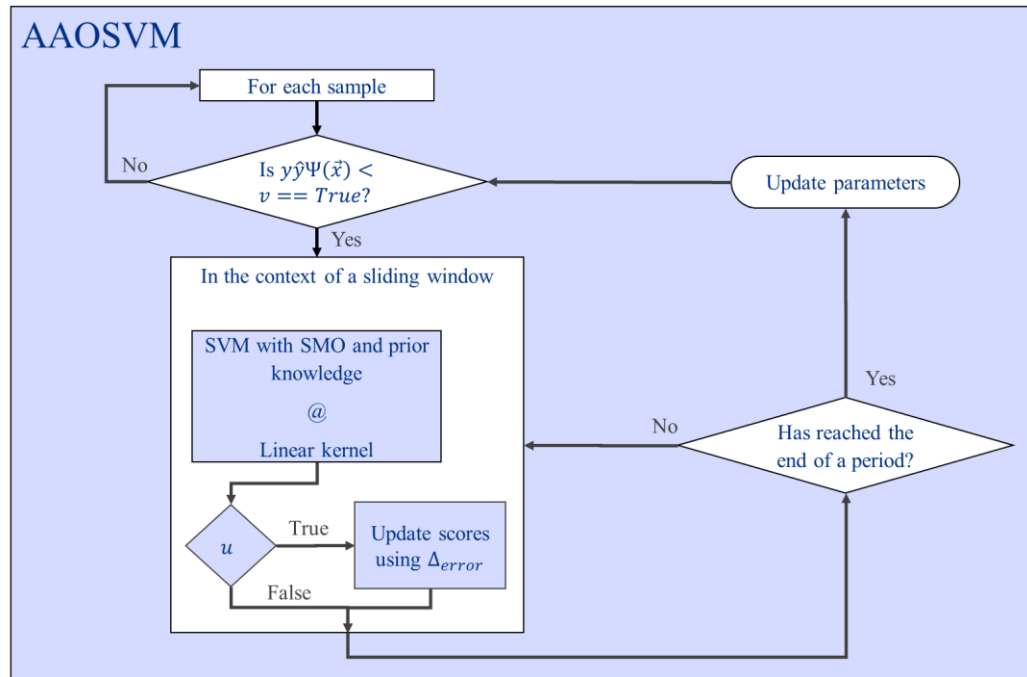 AAOSVM
For each sample
No
Is yŷΨ(x⃗) <
v == True?
Yes
Update parameters
In the context of a sliding window
SVM with SMO and prior
knowledge
@
Linear kernel
u
True
Update scores
using Δ_error
False
No
Yes
Has reached the
end of a period?